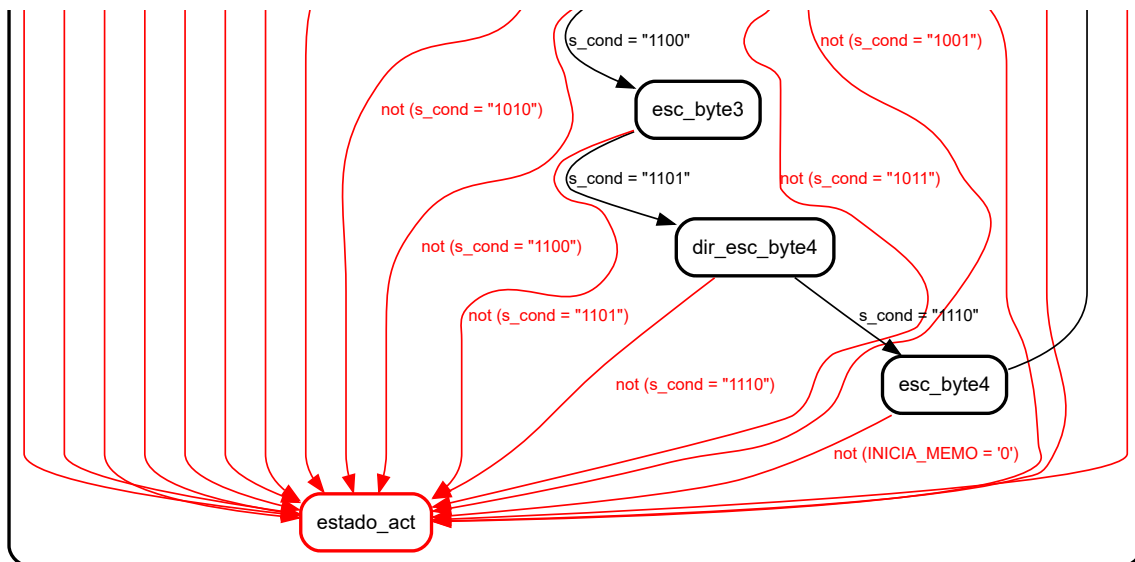 s_cond = "1100"
not (s_cond = "1001")
esc_byte3
not (s_cond = "1010")
s_cond = "1101"
not (s_cond = "1011")
not (s_cond = "1100")
dir_esc_byte4
not (s_cond = "1101")
s_cond = "1110"
not (s_cond = "1110")
esc_byte4
not (INICIA_MEMO = '0')
estado_act